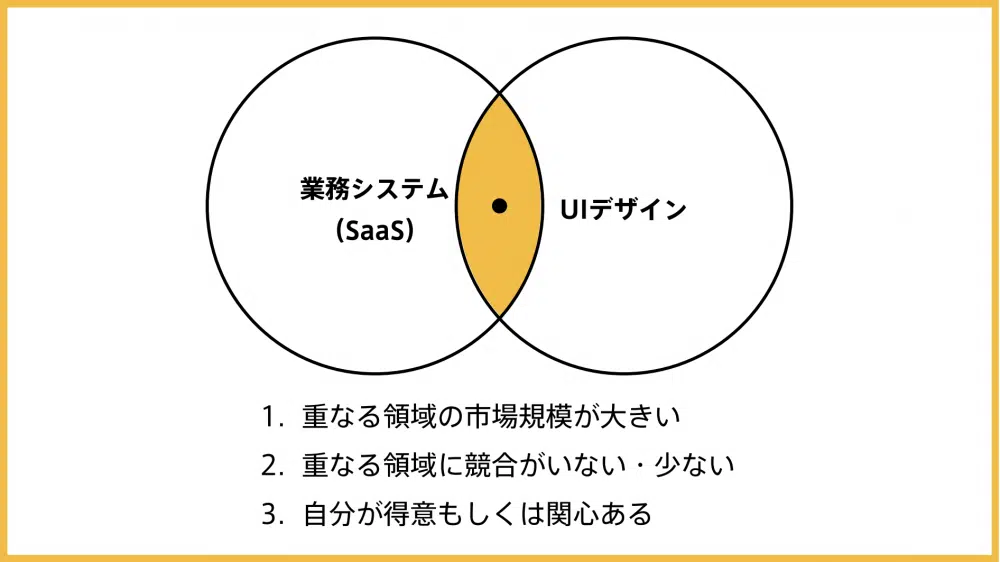 業務システム
(SaaS)
UIデザイン
1. 重なる領域の市場規模が大きい
2. 重なる領域に競合がいない・少ない
3. 自分が得意もしくは関心ある